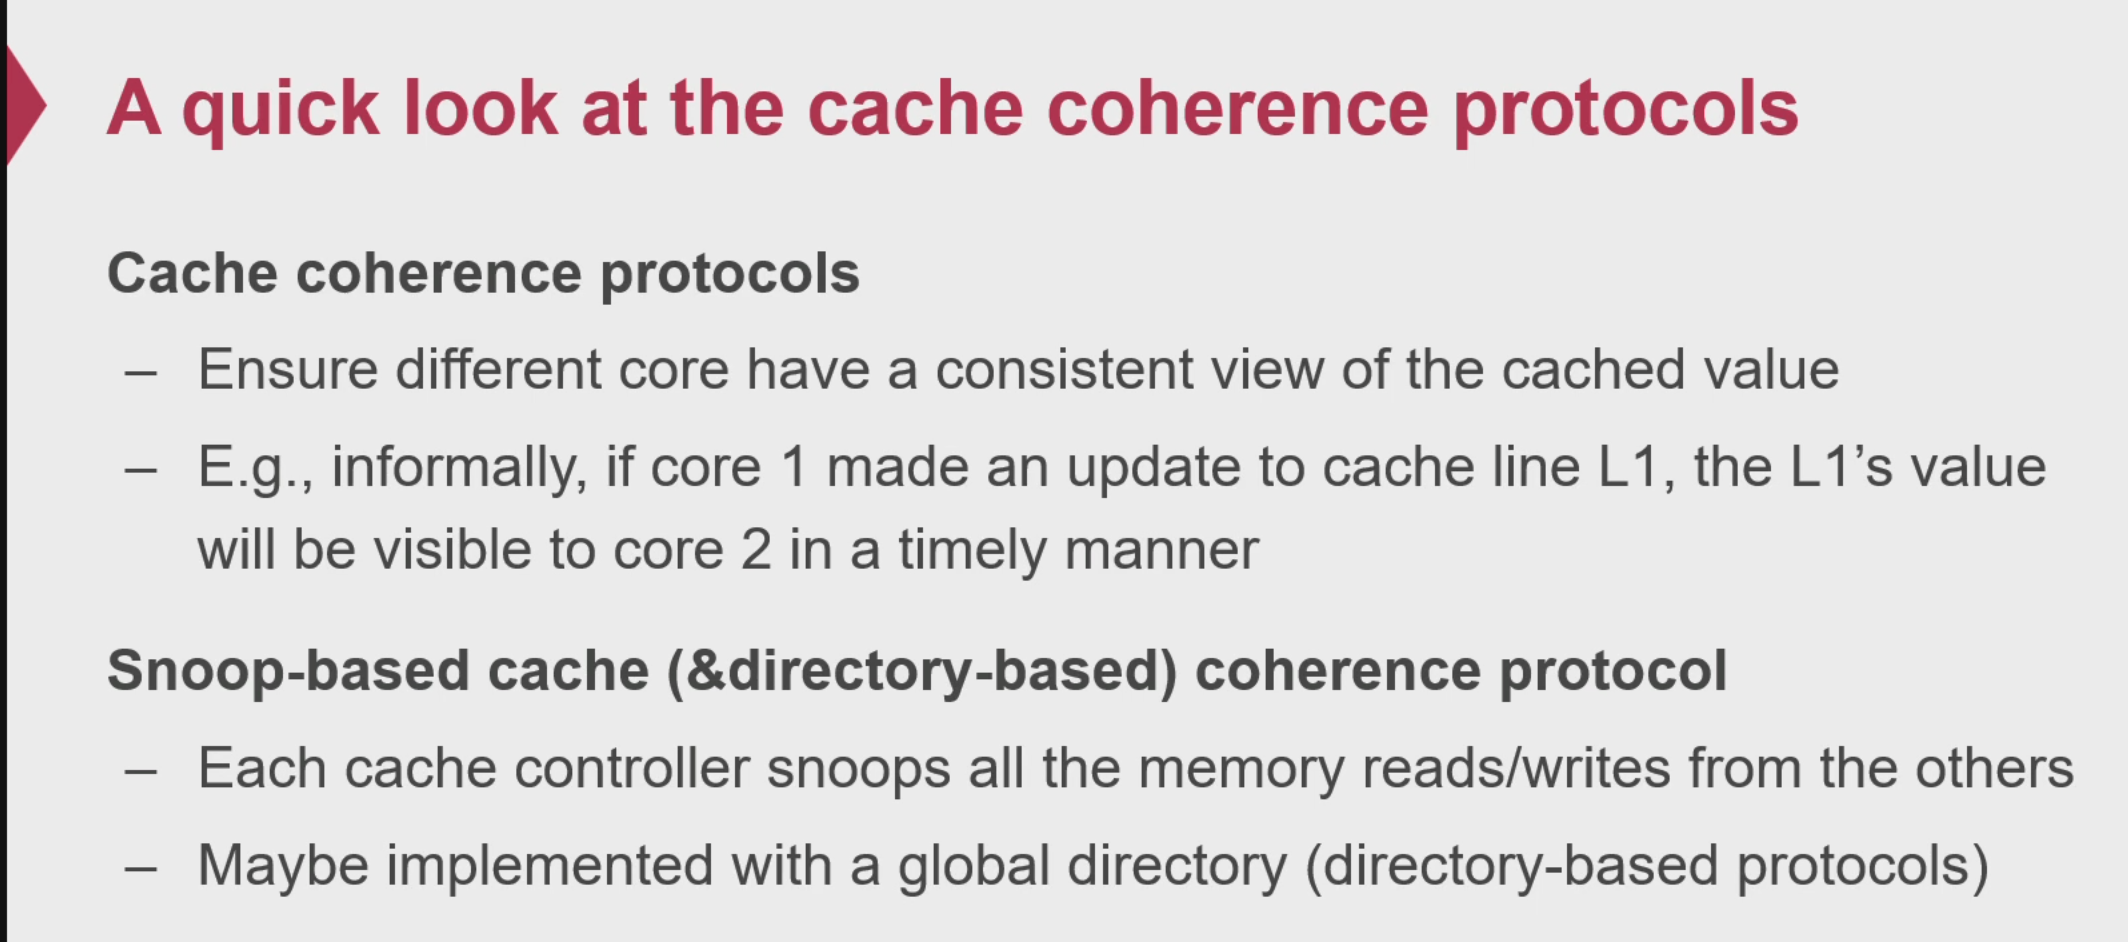 A quick look at the cache coherence protocols
Cache coherence protocols
– Ensure different core have a consistent view of the cached value
– E.g., informally, if core 1 made an update to cache line L1, the L1’s value
will be visible to core 2 in a timely manner
Snoop-based cache (&directory-based) coherence protocol
– Each cache controller snoops all the memory reads/writes from the others
– Maybe implemented with a global directory (directory-based protocols)